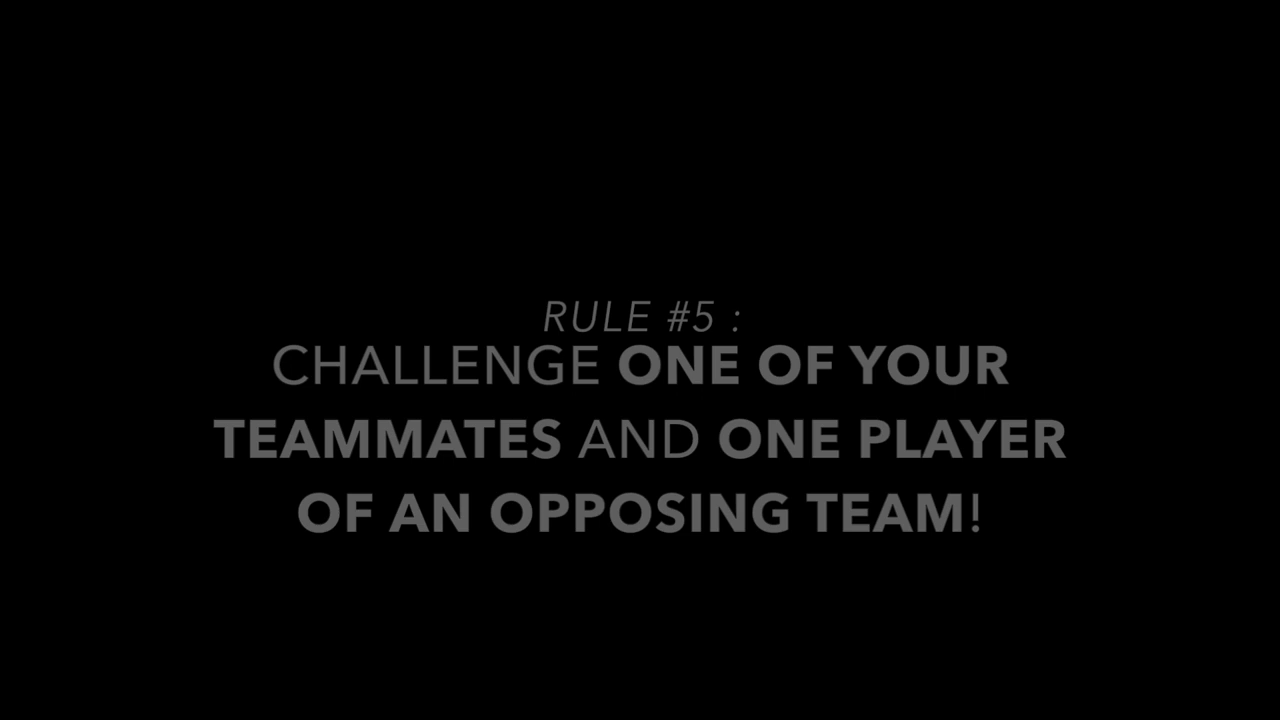 RULE #5 :
CHALLENGE ONE OF YOUR
TEAMMATES AND ONE PLAYER
OF AN OPPOSING TEAM!